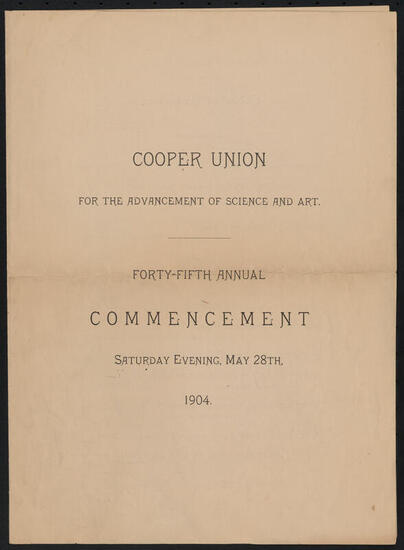 COOPER UNION
FOR THE ADVANCEMENT OF SCIENCE AND ART.
FORTY-FIFTH ANNUAL
COMMENCEMENT
SATURDAY EVENING, MAY 28TH,
1904.